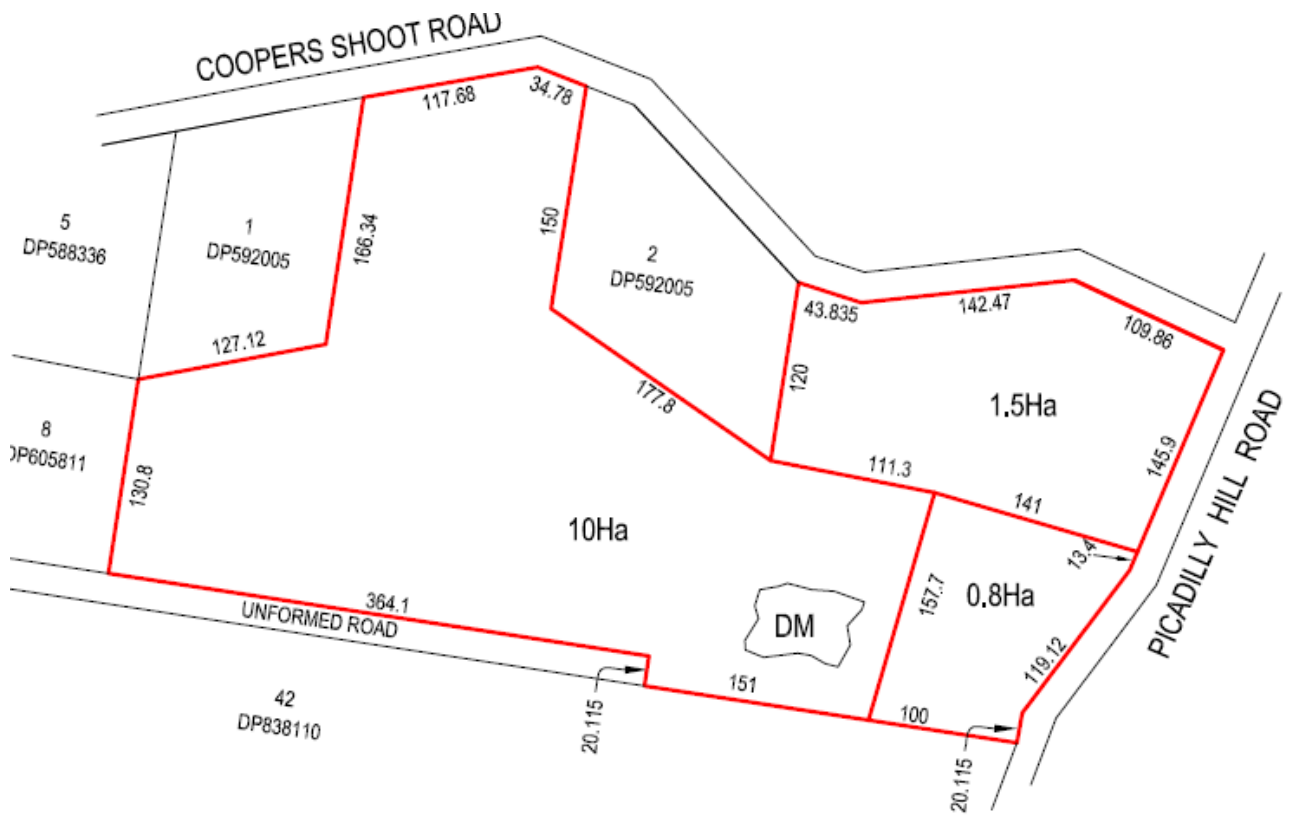 COOPERS SHOOT ROAD
117.68
34.78
5
DP588336
1
DP592005
166.34
150
2
DP592005
43.835
142.47
109.86
127.12
177.8
120
1.5Ha
145.9
PICADILLY HILL ROAD
8
DP605811
130.8
111.3
141
10Ha
13.4
364.1
UNFORMED ROAD
DM
157.7
0.8Ha
119.12
42
DP838110
20.115
151
100
20.115